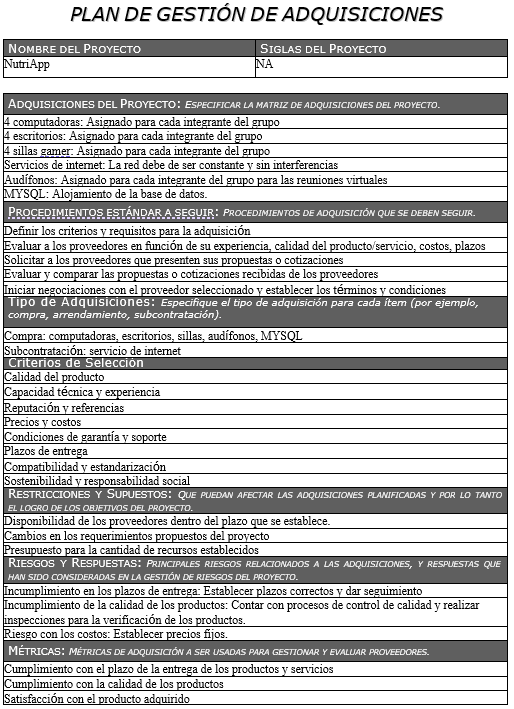 PLAN DE GESTIÓN DE ADQUISICIONES
NOMBRE DEL PROYECTO SIGLAS DEL PROYECTO
NutriApp NA
ADQUISICIONES DEL PROYECTO: ESPECIFICAR LA MATRIZ DE ADQUISICIONES DEL PROYECTO.
4 computadoras: Asignado para cada integrante del grupo
4 escritorios: Asignado para cada integrante del grupo
4 sillas gamer: Asignado para cada integrante del grupo
Servicios de internet: La red debe de ser constante y sin interferencias
Audífonos: Asignado para cada integrante del grupo para las reuniones virtuales
MYSQL: Alojamiento de la base de datos.
PROCEDIMIENTOS ESTÁNDAR A SEGUIR: PROCEDIMIENTOS DE ADQUISICIÓN QUE SE DEBEN SEGUIR.
Definir los criterios y requisitos para la adquisición
Evaluar a los proveedores en función de su experiencia, calidad del producto/servicio, costos, plazos
Solicitar a los proveedores que presenten sus propuestas o cotizaciones
Evaluar y comparar las propuestas o cotizaciones recibidas de los proveedores
Iniciar negociaciones con el proveedor seleccionado y establecer los términos y condiciones
Tipo de Adquisiciones: Especifique el tipo de adquisición para cada ítem (por ejemplo,
compra, arrendamiento, subcontratación).
Compra: computadoras, escritorios, sillas, audífonos, MYSQL
Subcontratación: servicio de internet
Criterios de Selección
Calidad del producto
Capacidad técnica y experiencia
Reputación y referencias
Precios y costos
Condiciones de garantía y soporte
Plazos de entrega
Compatibilidad y estandarización
Sostenibilidad y responsabilidad social
RESTRICCIONES Y SUPUESTOS: QUE PUEDAN AFECTAR LAS ADQUISICIONES PLANIFICADAS Y POR LO TANTO
EL LOGRO DE LOS OBJETIVOS DEL PROYECTO.
Disponibilidad de los proveedores dentro del plazo que se establece.
Cambios en los requerimientos propuestos del proyecto
Presupuesto para la cantidad de recursos establecidos
RIESGOS Y RESPUESTAS: PRINCIPALES RIESGOS RELACIONADOS A LAS ADQUISICIONES, Y RESPUESTAS QUE
HAN SIDO CONSIDERADAS EN LA GESTIÓN DE RIESGOS DEL PROYECTO.
Incumplimiento en los plazos de entrega: Establecer plazos correctos y dar seguimiento
Incumplimiento de la calidad de los productos: Contar con procesos de control de calidad y realizar
inspecciones para la verificación de los productos.
Riesgo con los costos: Establecer precios fijos.
MÉTRICAS: MÉTRICAS DE ADQUISICIÓN A SER USADAS PARA GESTIONAR Y EVALUAR PROVEEDORES.
Cumplimiento con el plazo de la entrega de los productos y servicios
Cumplimiento con la calidad de los productos
Satisfacción con el producto adquirido